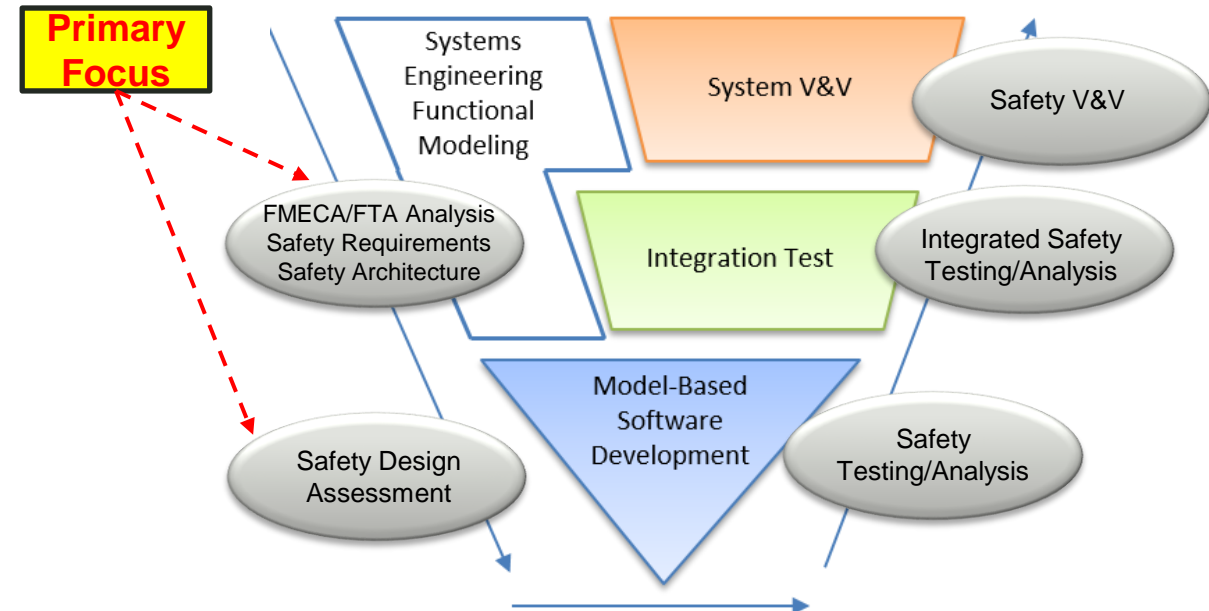 Primary
Focus
Systems
Engineering
Functional
Modeling
System V&V
Safety V&V
FMECA/FTA Analysis
Safety Requirements
Safety Architecture
Integration Test
Integrated Safety
Testing/Analysis
Model-Based
Software
Development
Safety Design
Assessment
Safety
Testing/Analysis